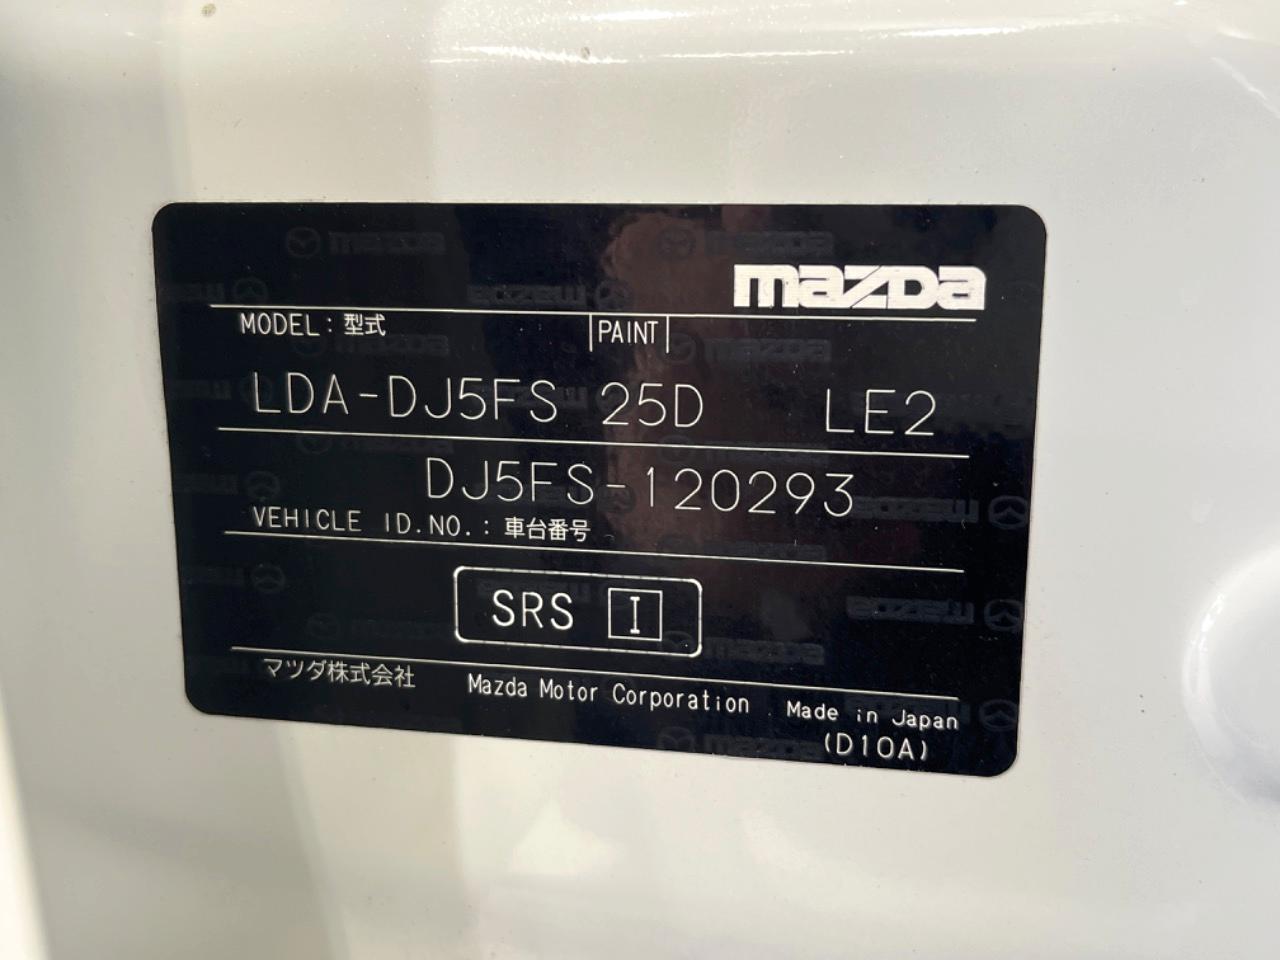 mazda
MODEL：型式 PAINT
LDA-DJ5FS 25D LE2
DJ5FS-120293
VEHICLE ID.NO.：車台番号
SRS I
マツダ株式会社 Mazda Motor Corporation Made in Japan
(D10A)